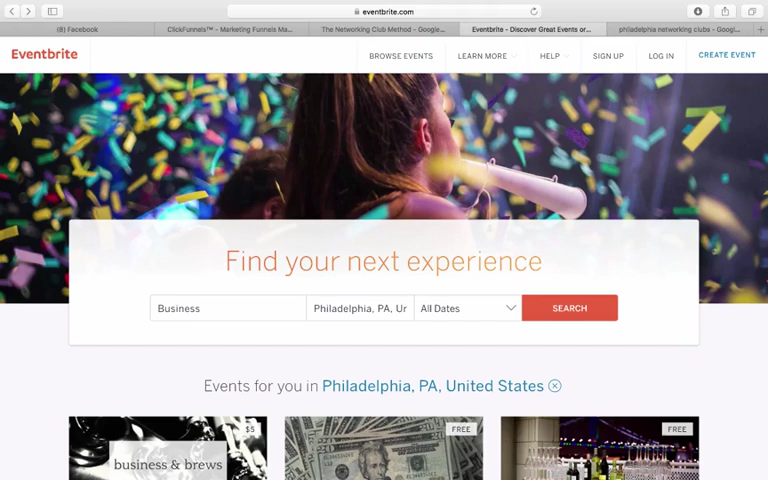 eventbrite.com
(8) Facebook
ClickFunnels™ - Marketing Funnels Ma...
The Networking Club Method - Google...
Eventbrite - Discover Great Events or...
philadelphia networking clubs - Googl...
Eventbrite
BROWSE EVENTS
LEARN MORE
HELP
SIGN UP
LOG IN
CREATE EVENT
Find your next experience
Business
Philadelphia, PA, Ur
All Dates
SEARCH
Events for you in Philadelphia, PA, United States
$5
business & brews
FREE
FREE